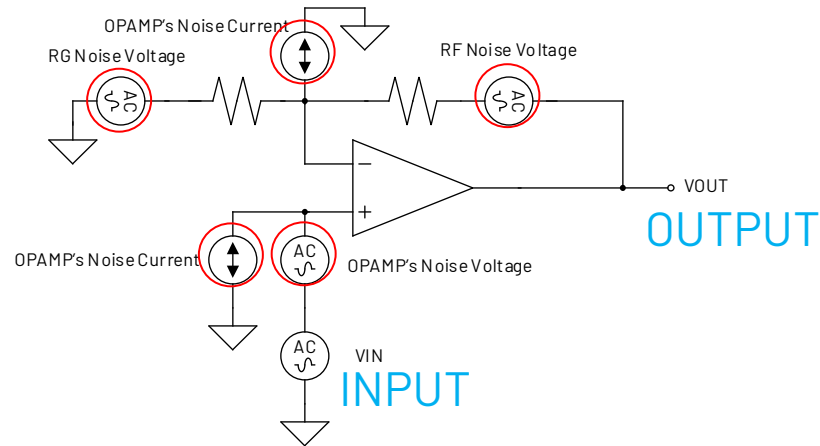 OPAMP's Noise Current
RG Noise Voltage
RF Noise Voltage
AC
AC
−
+
VOUT
OUTPUT
OPAMP's Noise Current
AC
OPAMP's Noise Voltage
AC
VIN
INPUT